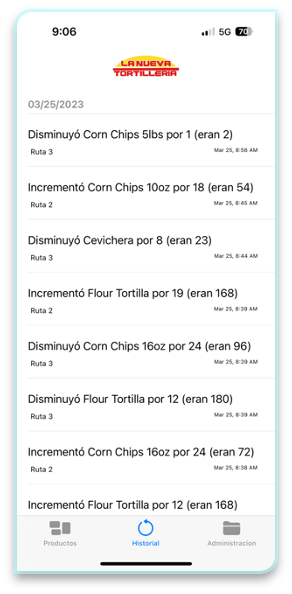 9:06
5G 70
LA NUEVA
TORTILLERIA
03/25/2023
Disminuyó Corn Chips 5lbs por 1 (eran 2)
Ruta 3 Mar 25, 8:56 AM
Incrementó Corn Chips 10oz por 18 (eran 54)
Ruta 2 Mar 25, 8:45 AM
Disminuyó Cevichera por 8 (eran 23)
Ruta 3 Mar 25, 8:44 AM
Incrementó Flour Tortilla por 19 (eran 168)
Ruta 2 Mar 25, 8:39 AM
Disminuyó Corn Chips 16oz por 24 (eran 96)
Ruta 3 Mar 25, 8:39 AM
Disminuyó Flour Tortilla por 12 (eran 180)
Ruta 3 Mar 25, 8:39 AM
Incrementó Corn Chips 16oz por 24 (eran 72)
Ruta 2 Mar 25, 8:38 AM
Incrementó Flour Tortilla por 12 (eran 168)
Productos Historial Administracion